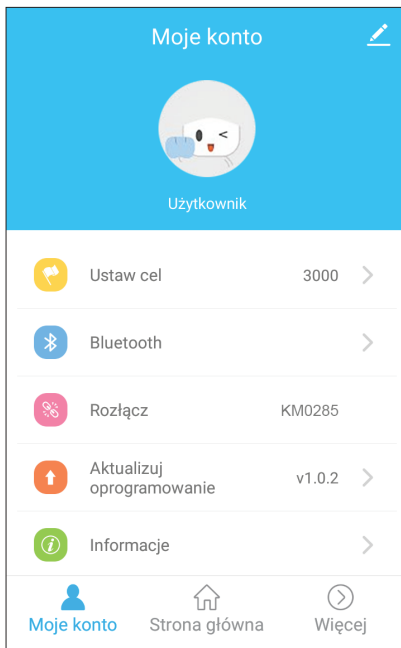 Moje konto
Użytkownik
Ustaw cel 3000
Bluetooth
Rozłącz KM0285
Aktualizuj
oprogramowanie v1.0.2
Informacje
Moje konto Strona główna Więcej